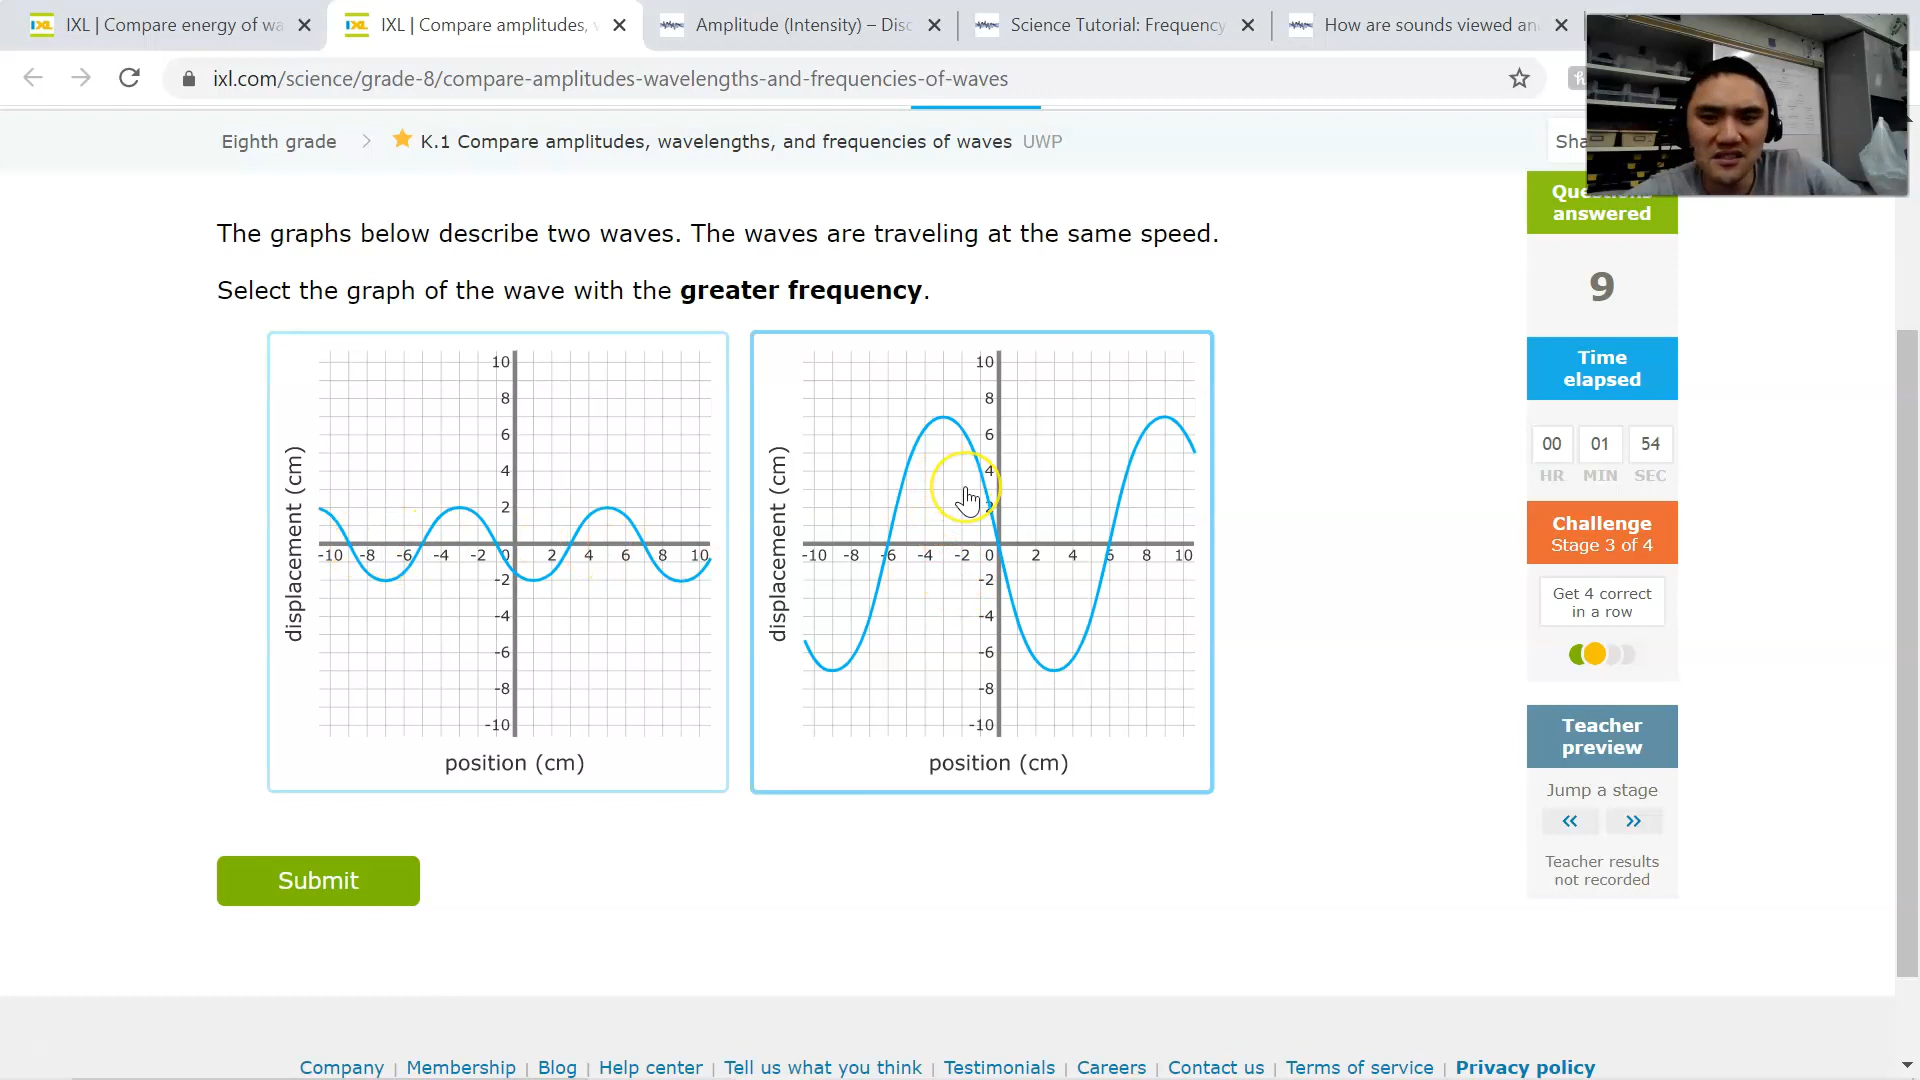 IXL | Compare energy of wa
IXL | Compare amplitudes, w
Amplitude (Intensity) – Disc
Science Tutorial: Frequency
How are sounds viewed an
ixl.com/science/grade-8/compare-amplitudes-wavelengths-and-frequencies-of-waves
Eighth grade
K.1 Compare amplitudes, wavelengths, and frequencies of waves UWP
Sha
The graphs below describe two waves. The waves are traveling at the same speed.
Select the graph of the wave with the greater frequency.
displacement (cm)
10
8
6
4
2
-10 -8 -6 -4 -2 0 2 4 6 8 10
-2
-4
-6
-8
-10
position (cm)
displacement (cm)
10
8
6
4
2
-10 -8 -6 -4 -2 0 2 4 6 8 10
-2
-4
-6
-8
-10
position (cm)
Submit
answered
9
Time
elapsed
00 01 54
HR MIN SEC
Challenge
Stage 3 of 4
Get 4 correct
in a row
Teacher
preview
Jump a stage
<< >>
Teacher results
not recorded
Company | Membership | Blog | Help center | Tell us what you think | Testimonials | Careers | Contact us | Terms of service | Privacy policy